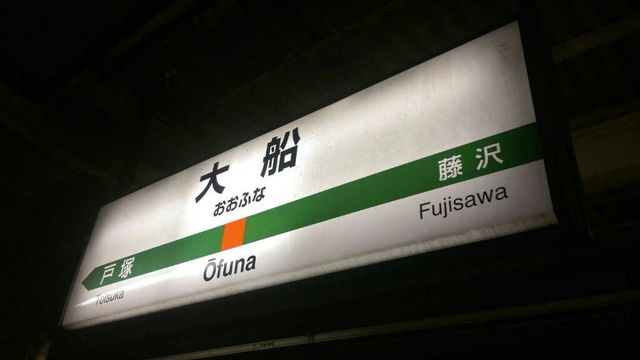 大船
おおふな
戸塚
藤沢
Totsuka
Ōfuna
Fujisawa